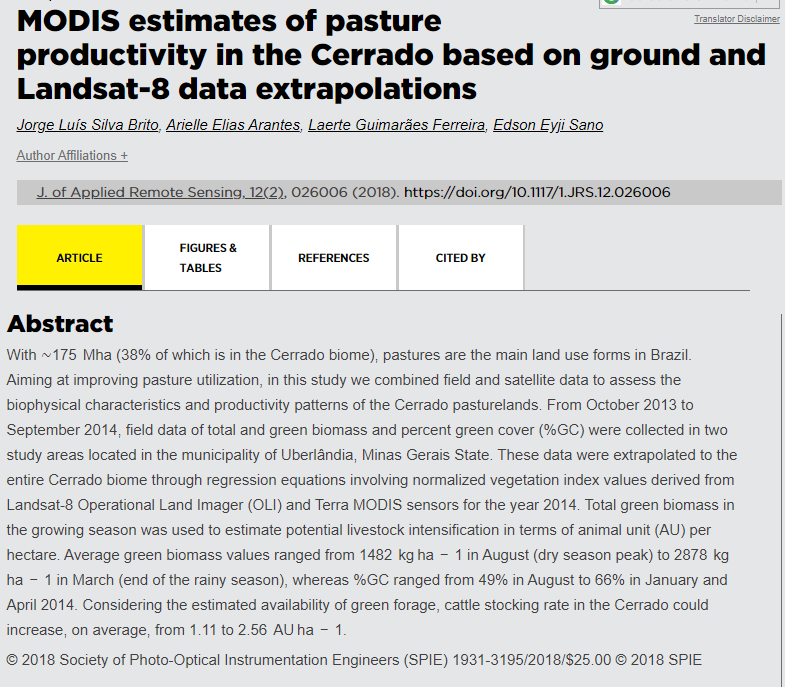 Translator Disclaimer
MODIS estimates of pasture
productivity in the Cerrado based on ground and
Landsat-8 data extrapolations
Jorge Luís Silva Brito, Arielle Elias Arantes, Laerte Guimarães Ferreira, Edson Eyji Sano
Author Affiliations +
J. of Applied Remote Sensing, 12(2), 026006 (2018). https://doi.org/10.1117/1.JRS.12.026006
ARTICLE
FIGURES &
TABLES
REFERENCES
CITED BY
Abstract
With ~175 Mha (38% of which is in the Cerrado biome), pastures are the main land use forms in Brazil.
Aiming at improving pasture utilization, in this study we combined field and satellite data to assess the
biophysical characteristics and productivity patterns of the Cerrado pasturelands. From October 2013 to
September 2014, field data of total and green biomass and percent green cover (%GC) were collected in two
study areas located in the municipality of Uberlândia, Minas Gerais State. These data were extrapolated to the
entire Cerrado biome through regression equations involving normalized vegetation index values derived from
Landsat-8 Operational Land Imager (OLI) and Terra MODIS sensors for the year 2014. Total green biomass in
the growing season was used to estimate potential livestock intensification in terms of animal unit (AU) per
hectare. Average green biomass values ranged from 1482 kg ha − 1 in August (dry season peak) to 2878 kg
ha − 1 in March (end of the rainy season), whereas %GC ranged from 49% in August to 66% in January and
April 2014. Considering the estimated availability of green forage, cattle stocking rate in the Cerrado could
increase, on average, from 1.11 to 2.56 AU ha − 1.
© 2018 Society of Photo-Optical Instrumentation Engineers (SPIE) 1931-3195/2018/$25.00 © 2018 SPIE